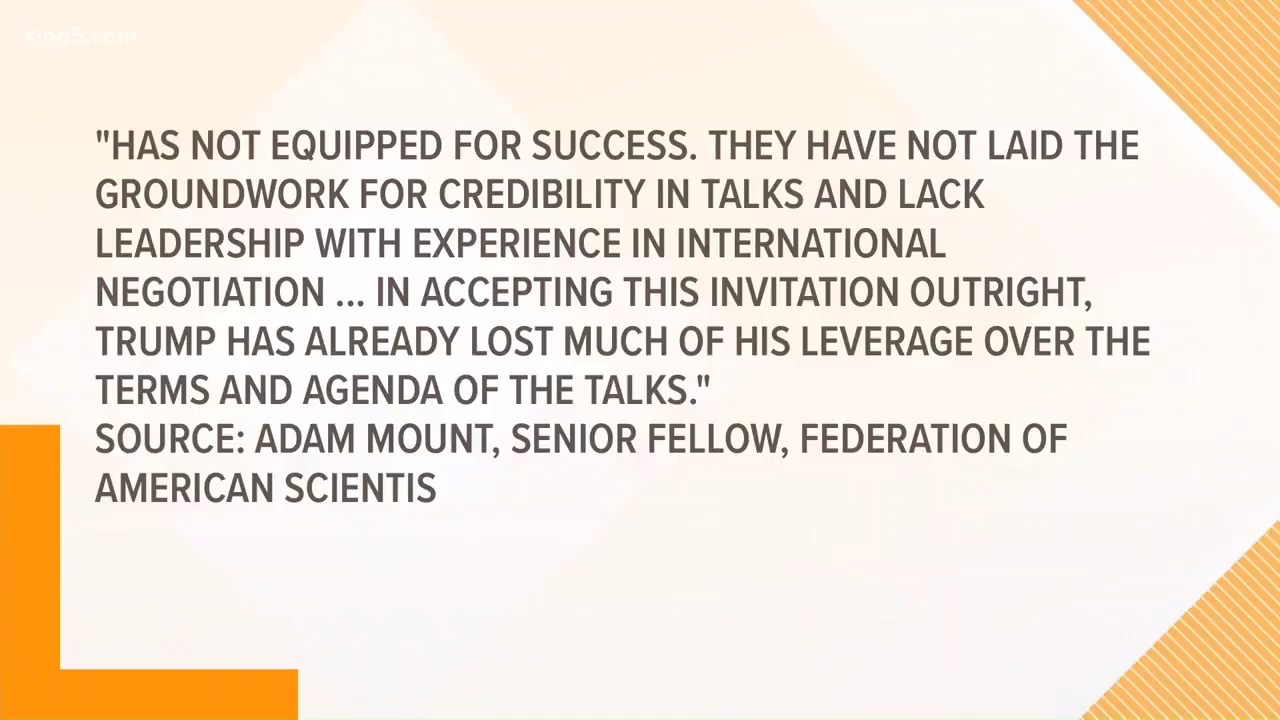 king5.com
"HAS NOT EQUIPPED FOR SUCCESS. THEY HAVE NOT LAID THE
GROUNDWORK FOR CREDIBILITY IN TALKS AND LACK
LEADERSHIP WITH EXPERIENCE IN INTERNATIONAL
NEGOTIATION ... IN ACCEPTING THIS INVITATION OUTRIGHT,
TRUMP HAS ALREADY LOST MUCH OF HIS LEVERAGE OVER THE
TERMS AND AGENDA OF THE TALKS."
SOURCE: ADAM MOUNT, SENIOR FELLOW, FEDERATION OF
AMERICAN SCIENTIS